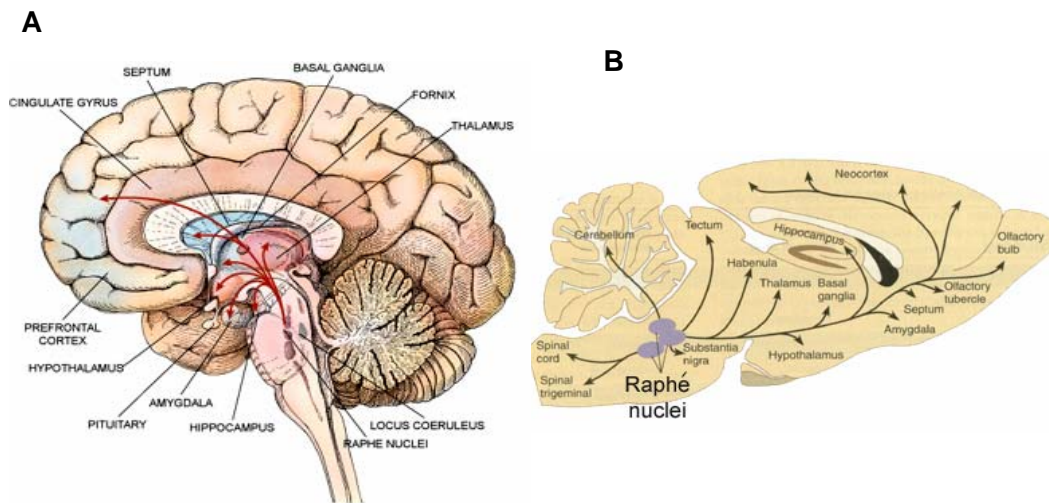 A
SEPTUM
BASAL GANGLIA
CINGULATE GYRUS
FORNIX
THALAMUS
PREFRONTAL
CORTEX
HYPOTHALAMUS
AMYGDALA
PITUITARY
HIPPOCAMPUS
LOCUS COERULEUS
RAPHE NUCLEI
B
Neocortex
Cerebellum
Tectum
Hippocampus
Olfactory
bulb
Habenula
Thalamus
Basal
ganglia
Olfactory
tubercle
Septum
Amygdala
Spinal
cord
Substantia
nigra
Hypothalamus
Spinal
trigeminal
Raphé
nuclei